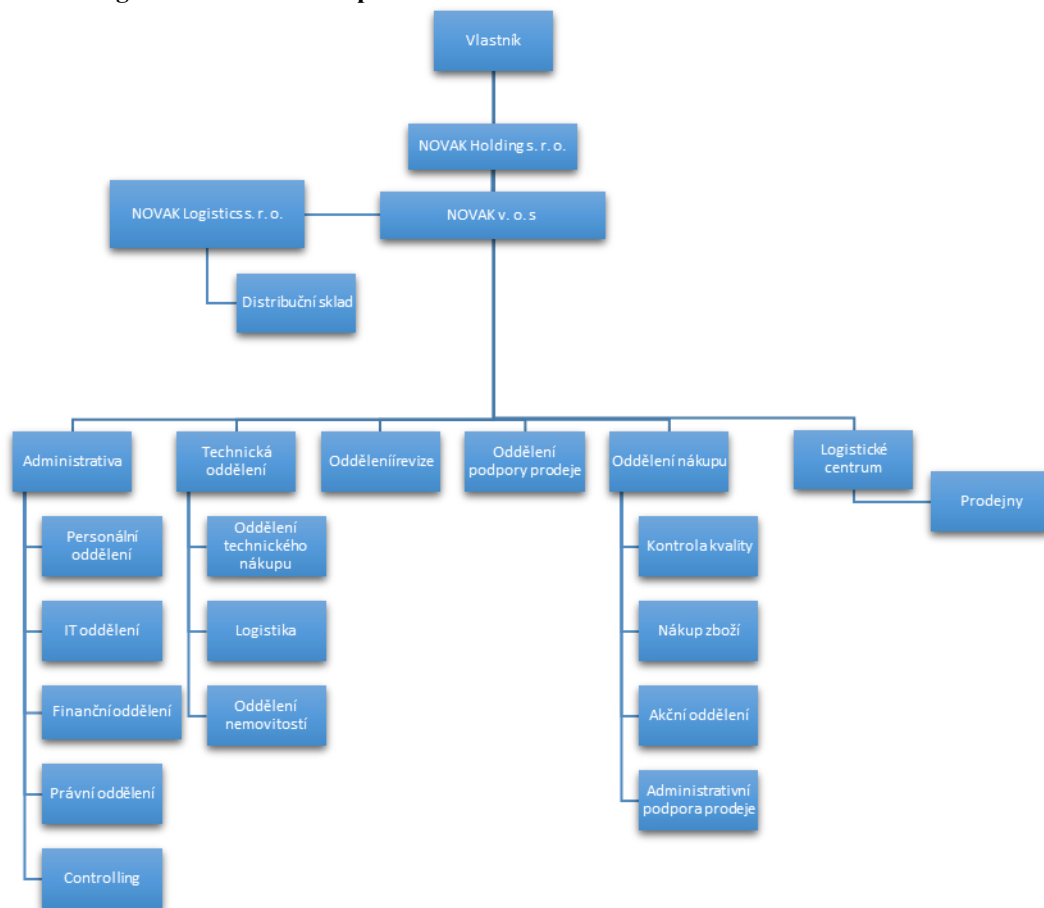 Vlastník
NOVAK Holding s. r. o.
NOVAK Logistics s. r. o.
NOVAK v. o. s
Distribuční sklad
Administrativa
Technická
oddělení
Odděleníírevize
Oddělení
podpory prodeje
Oddělení nákupu
Logistické
centrum
Prodejny
Personální
oddělení
IT oddělení
Finanční oddělení
Právní oddělení
Controlling
Oddělení
technického
nákupu
Logistika
Oddělení
nemovitostí
Kontrola kvality
Nákup zboží
Akční oddělení
Administrativní
podpora prodeje